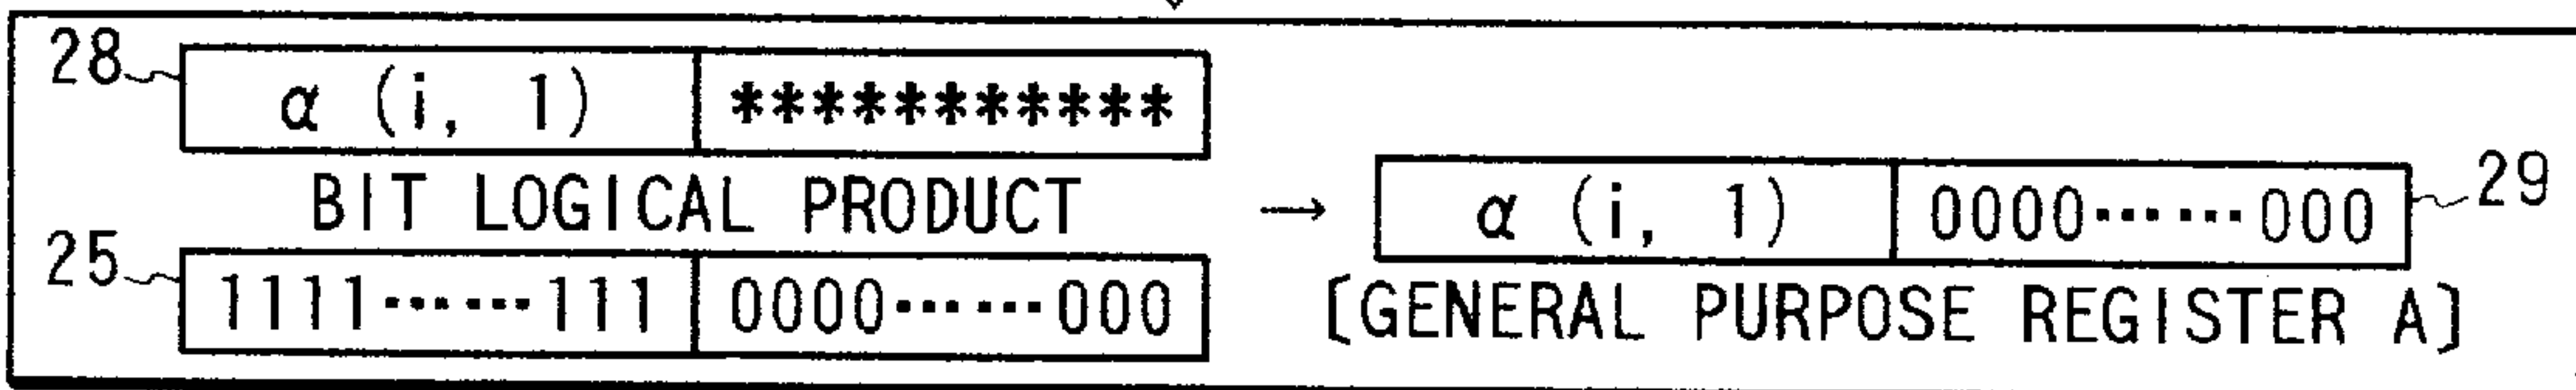 28 α (i, 1) ***********
BIT LOGICAL PRODUCT → α (i, 1) 0000……000 29
25 1111……111 0000……000 [GENERAL PURPOSE REGISTER A]